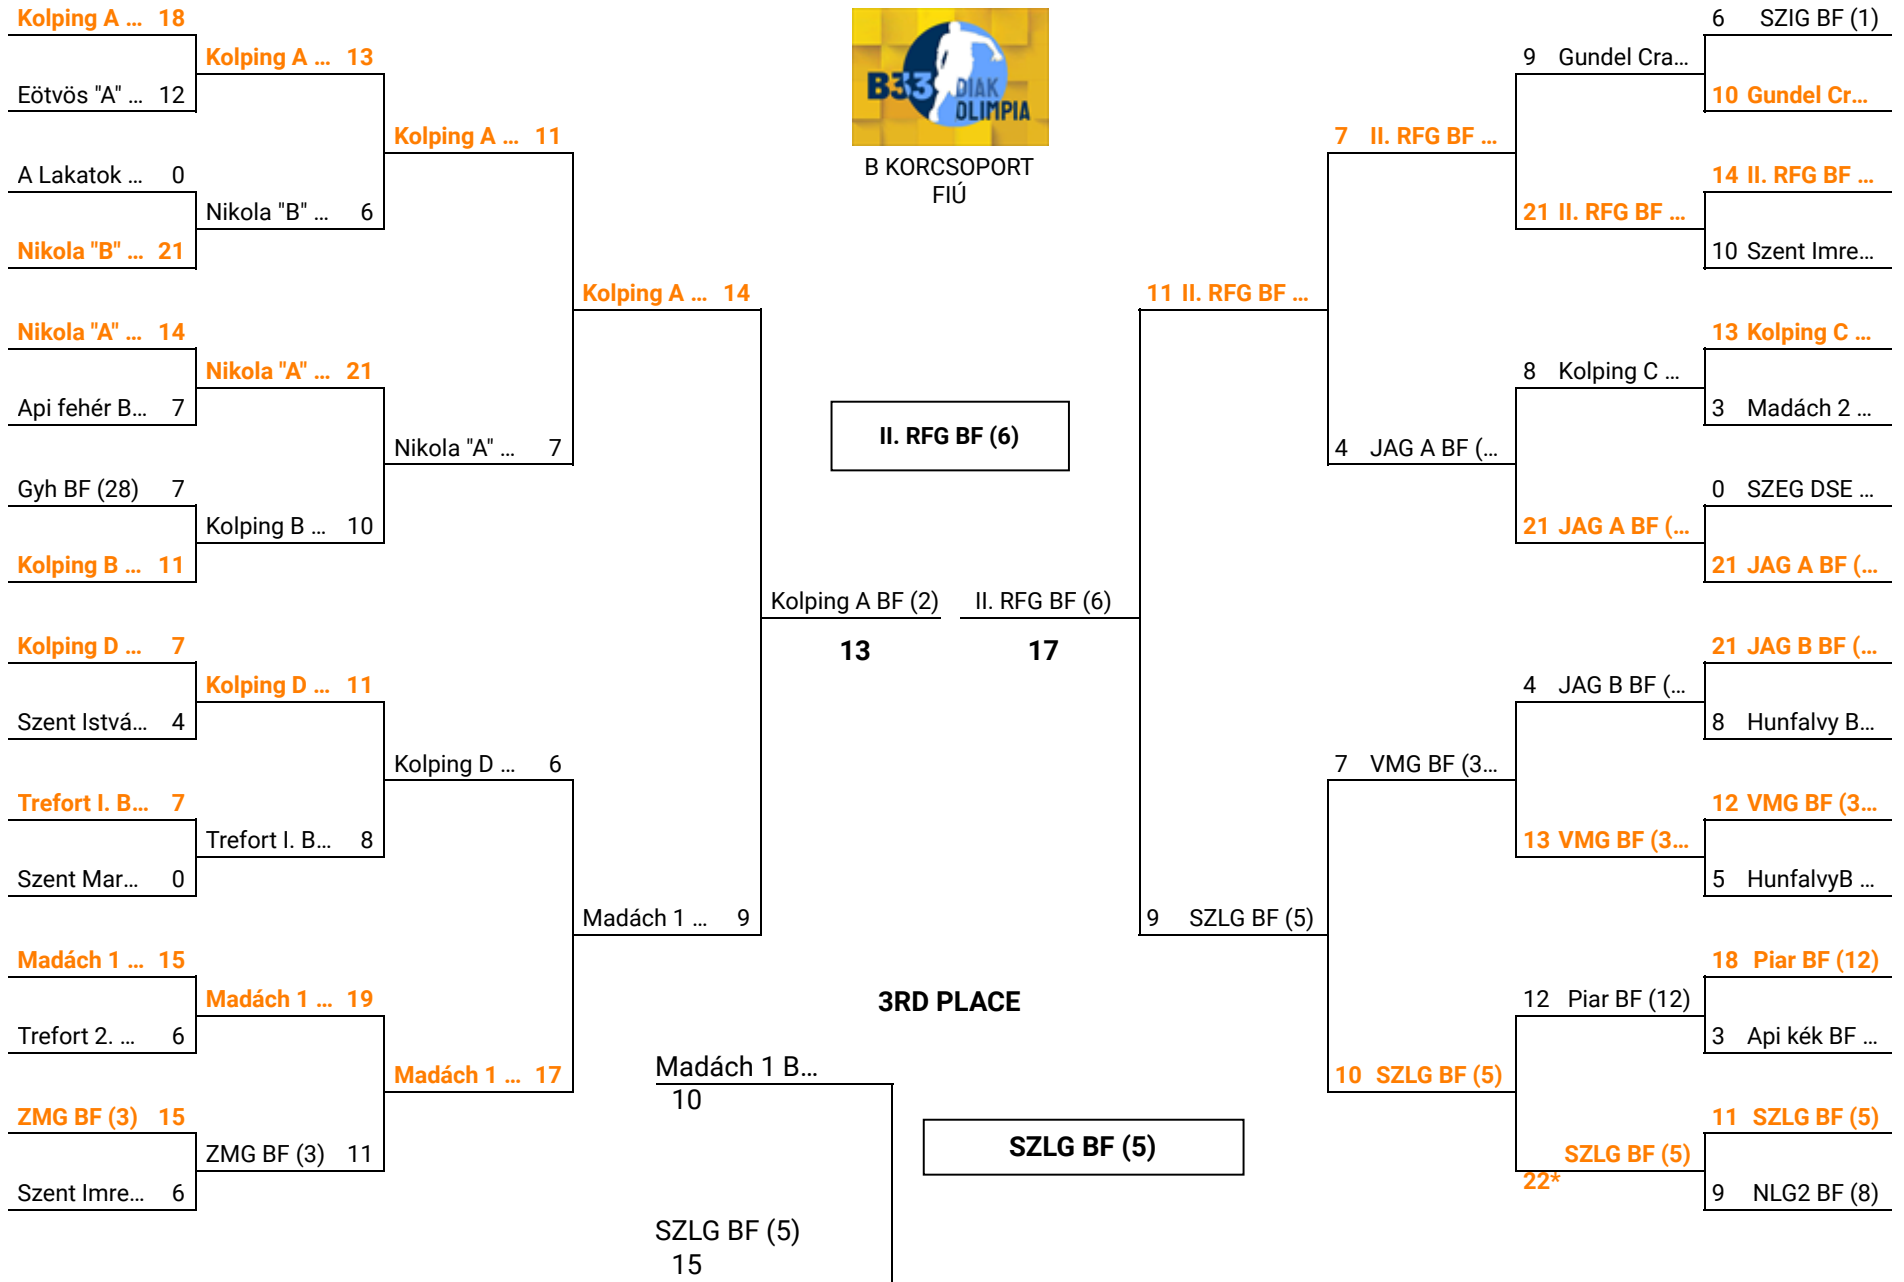 Kolping A ... 18
Eötvös "A" ... 12
A Lakatok ... 0
Nikola "B" ... 21
Nikola "A" ... 14
Api fehér B... 7
Gyh BF (28) 7
Kolping B ... 11
Kolping D ... 7
Szent Istvá... 4
Trefort I. B... 7
Szent Mar... 0
Madách 1 ... 15
Trefort 2. ... 6
ZMG BF (3) 15
Szent Imre... 6
Kolping A ... 13
Nikola "B" ... 6
Nikola "A" ... 21
Kolping B ... 10
Kolping D ... 11
Trefort I. B... 8
Madách 1 ... 19
ZMG BF (3) 11
Kolping A ... 11
Nikola "A" ... 7
Kolping D ... 6
Madách 1 ... 17
Kolping A ... 14
Madách 1 ... 9
B33 DIAK
OLIMPIA
B KORCSOPORT
FIÚ
II. RFG BF (6)
Kolping A BF (2)
13
II. RFG BF (6)
17
3RD PLACE
Madách 1 B...
10
SZLG BF (5)
SZLG BF (5)
15
11 II. RFG BF ...
9 SZLG BF (5)
7 II. RFG BF ...
4 JAG A BF (...
7 VMG BF (3...
10 SZLG BF (5)
9 Gundel Cra...
21 II. RFG BF ...
8 Kolping C ...
21 JAG A BF (...
4 JAG B BF (...
13 VMG BF (3...
12 Piar BF (12)
SZLG BF (5)
22*
6 SZIG BF (1)
10 Gundel Cr...
14 II. RFG BF ...
10 Szent Imre...
13 Kolping C ...
3 Madách 2 ...
0 SZEG DSE ...
21 JAG A BF (...
21 JAG B BF (...
8 Hunfalvy B...
12 VMG BF (3...
5 HunfalvyB ...
18 Piar BF (12)
3 Api kék BF ...
11 SZLG BF (5)
9 NLG2 BF (8)